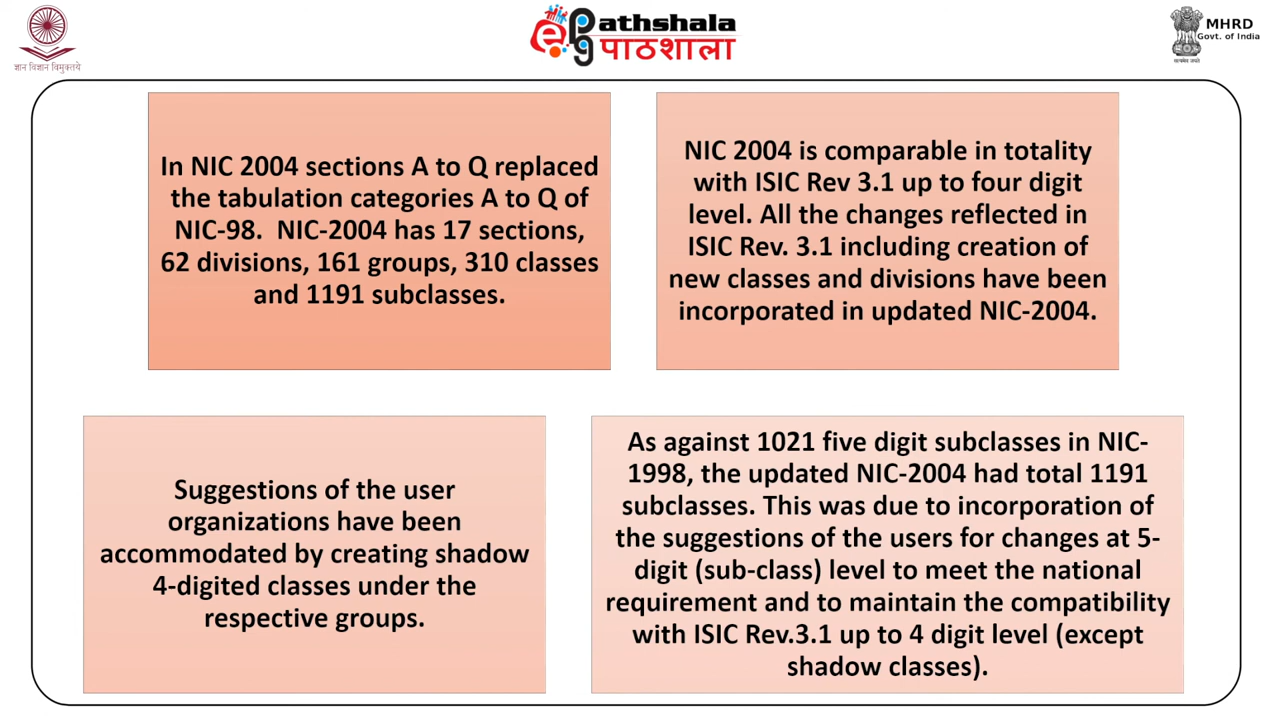 ज्ञान विज्ञान विमुक्तये
ePathshala
पाठशाला
MHRD
Govt. of India
सत्यमेव जयते
In NIC 2004 sections A to Q replaced
the tabulation categories A to Q of
NIC-98.  NIC-2004 has 17 sections,
62 divisions, 161 groups, 310 classes
and 1191 subclasses.
NIC 2004 is comparable in totality
with ISIC Rev 3.1 up to four digit
level. All the changes reflected in
ISIC Rev. 3.1 including creation of
new classes and divisions have been
incorporated in updated NIC-2004.
Suggestions of the user
organizations have been
accommodated by creating shadow
4-digited classes under the
respective groups.
As against 1021 five digit subclasses in NIC-
1998, the updated NIC-2004 had total 1191
subclasses. This was due to incorporation of
the suggestions of the users for changes at 5-
digit (sub-class) level to meet the national
requirement and to maintain the compatibility
with ISIC Rev.3.1 up to 4 digit level (except
shadow classes).